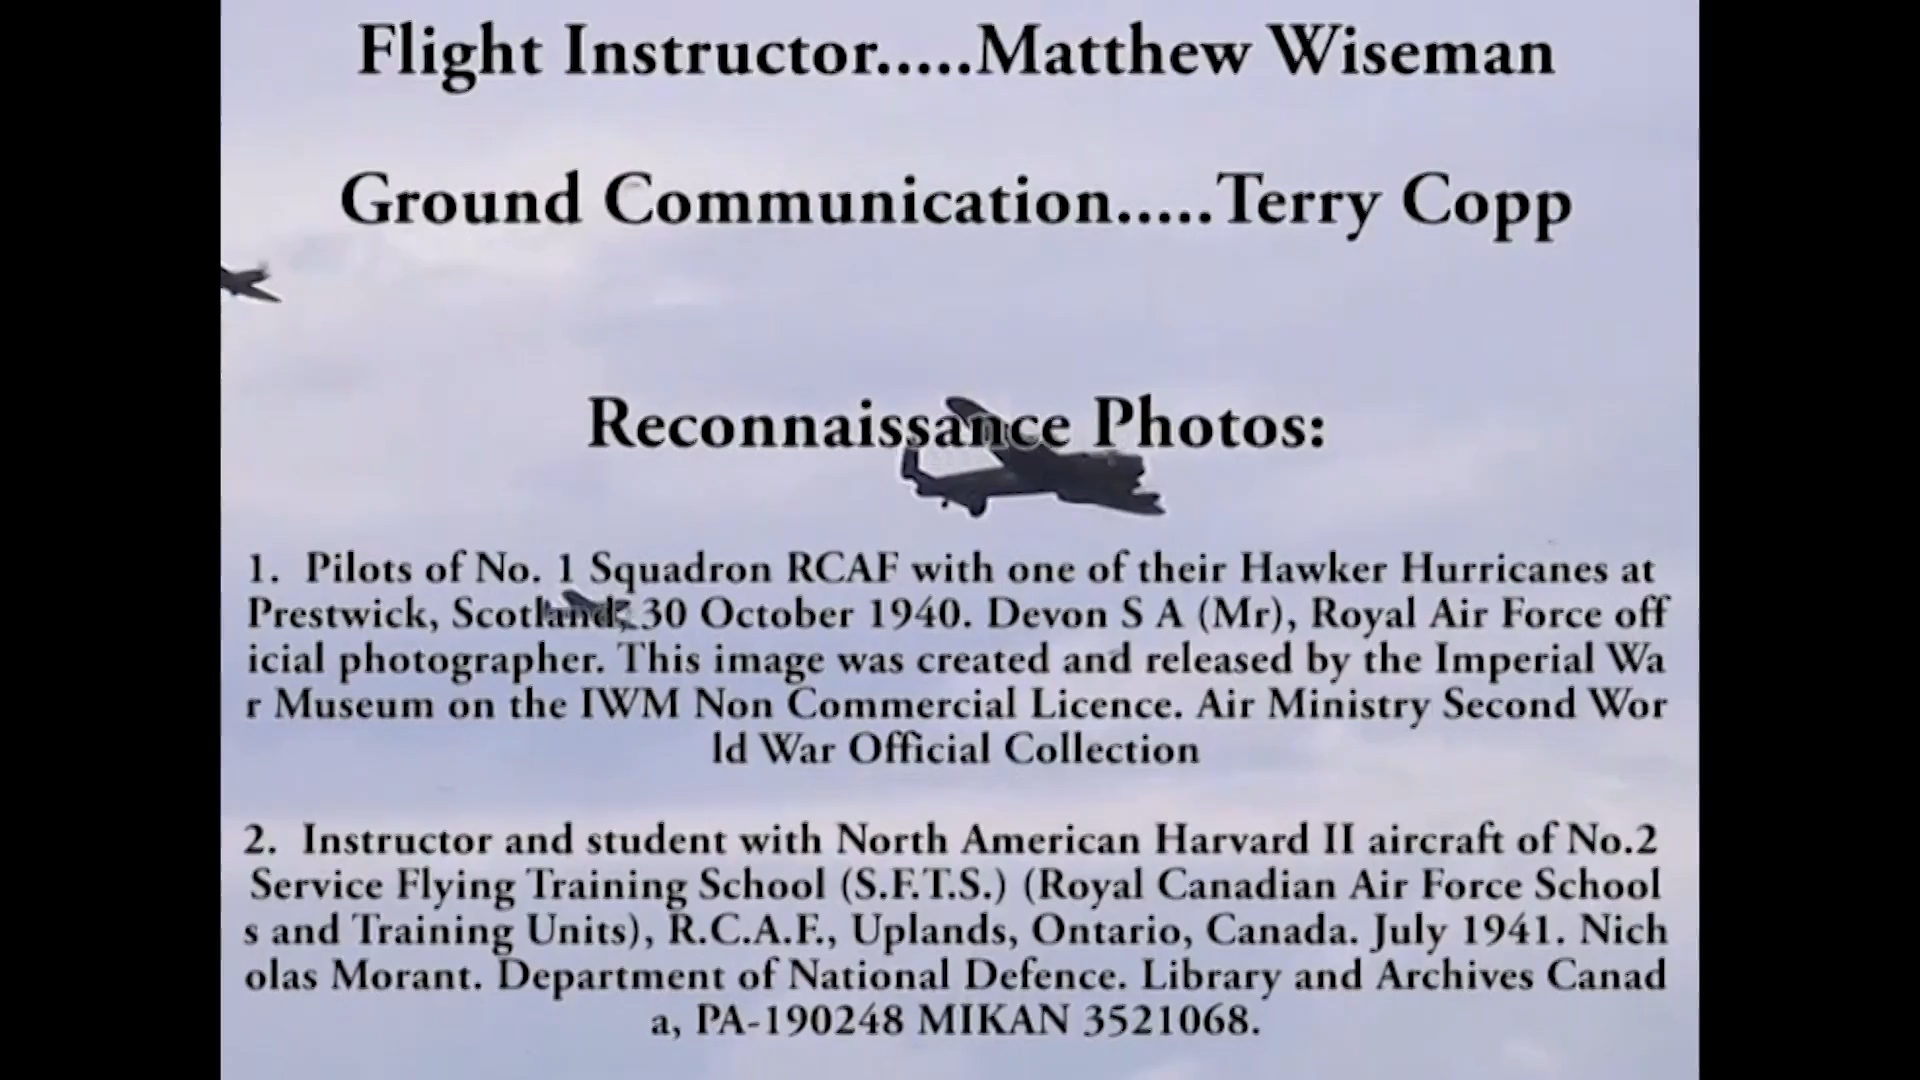 Flight Instructor.....Matthew Wiseman
Ground Communication.....Terry Copp
Reconnaissance Photos:
1.  Pilots of No. 1 Squadron RCAF with one of their Hawker Hurricanes at
Prestwick, Scotland, 30 October 1940. Devon S A (Mr), Royal Air Force off
icial photographer. This image was created and released by the Imperial Wa
r Museum on the IWM Non Commercial Licence. Air Ministry Second Wor
ld War Official Collection
2.  Instructor and student with North American Harvard II aircraft of No.2
Service Flying Training School (S.F.T.S.) (Royal Canadian Air Force School
s and Training Units), R.C.A.F., Uplands, Ontario, Canada. July 1941. Nich
olas Morant. Department of National Defence. Library and Archives Canad
a, PA-190248 MIKAN 3521068.